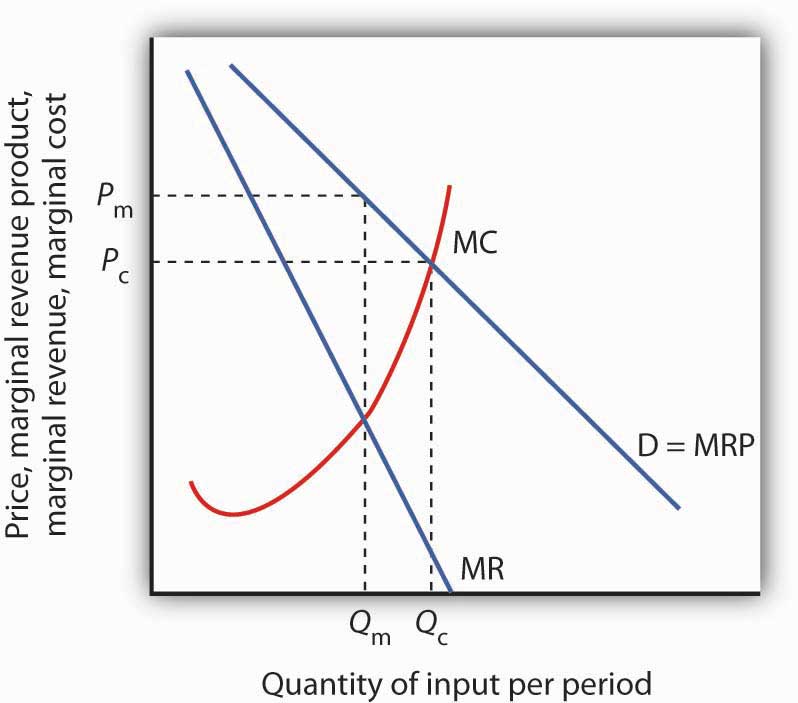 Price, marginal revenue product,
marginal revenue, marginal cost
Pm
Pc
MC
D = MRP
MR
Qm
Qc
Quantity of input per period